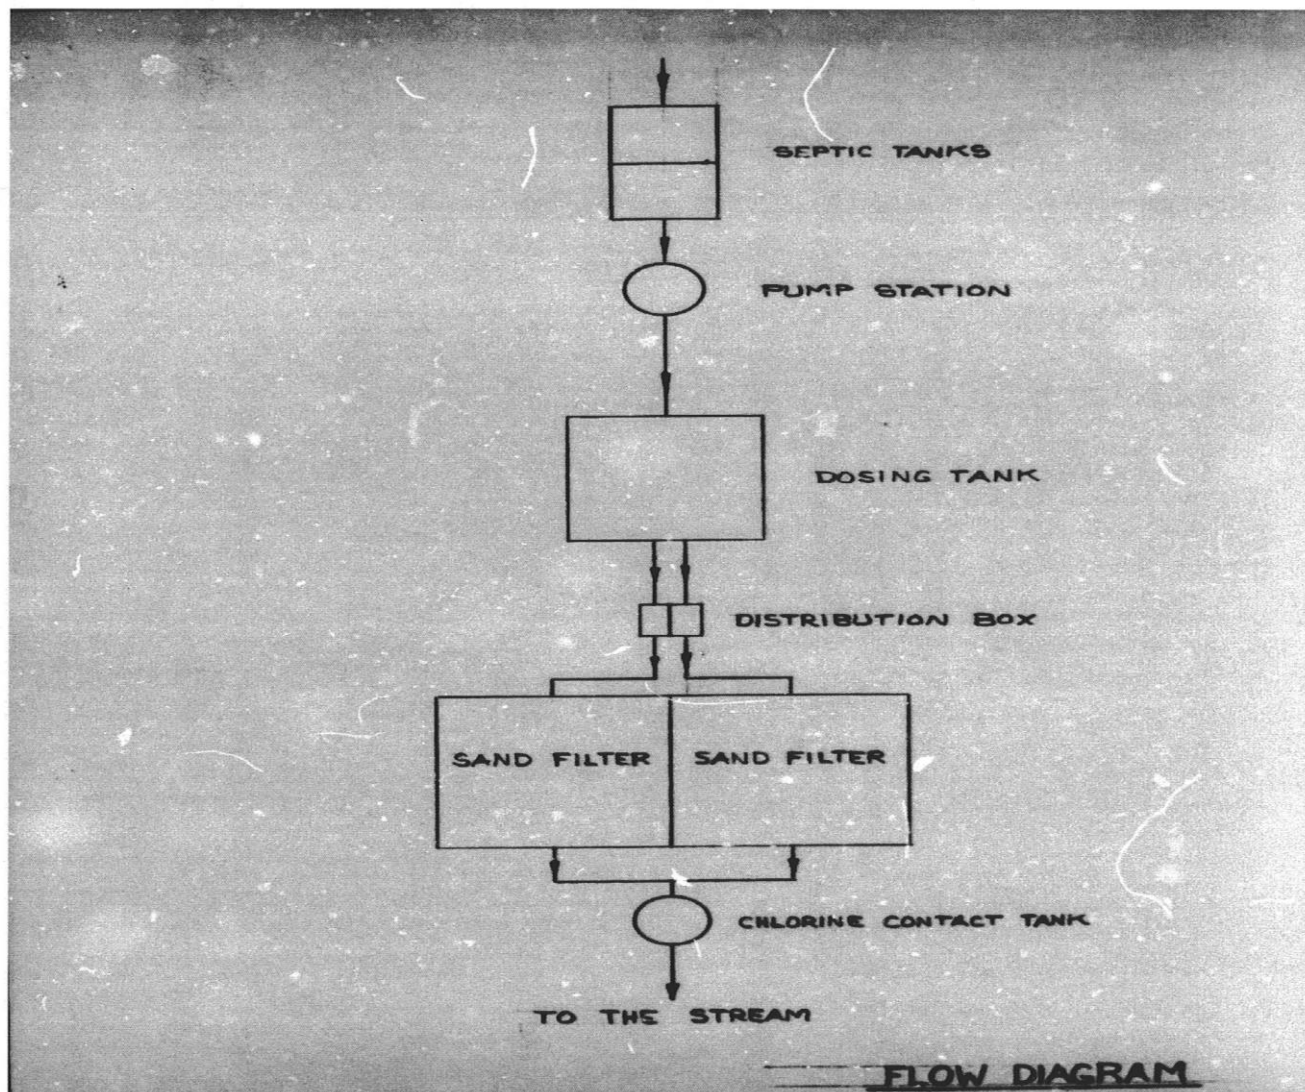 SEPTIC TANKS
PUMP STATION
DOSING TANK
DISTRIBUTION BOX
SAND FILTER SAND FILTER
CHLORINE CONTACT TANK
TO THE STREAM
FLOW DIAGRAM